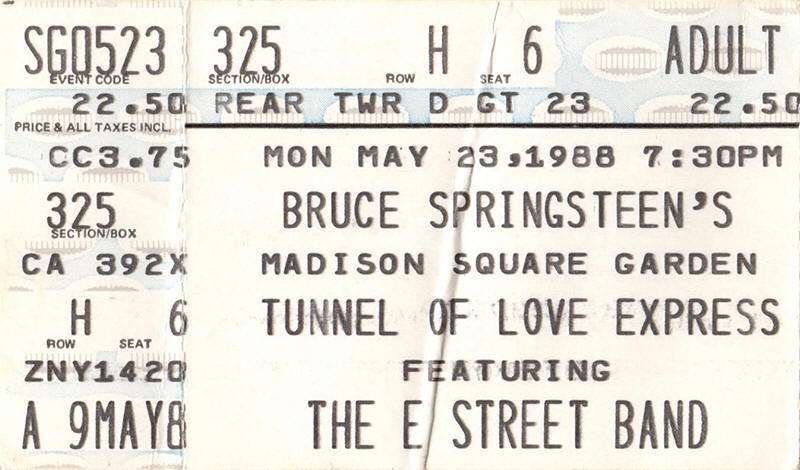 SG0523
EVENT CODE
22.50
PRICE & ALL TAXES INCL.
CC3.75
325
SECTION/BOX
CA 392X
H 6
ROW SEAT
ZNY1420
A 9MAY8
325 H 6 ADULT
SECTION/BOX ROW SEAT
REAR TWR D GT 23 22.50
MON MAY 23,1988 7:30PM
BRUCE SPRINGSTEEN'S
MADISON SQUARE GARDEN
TUNNEL OF LOVE EXPRESS
FEATURING
THE E STREET BAND